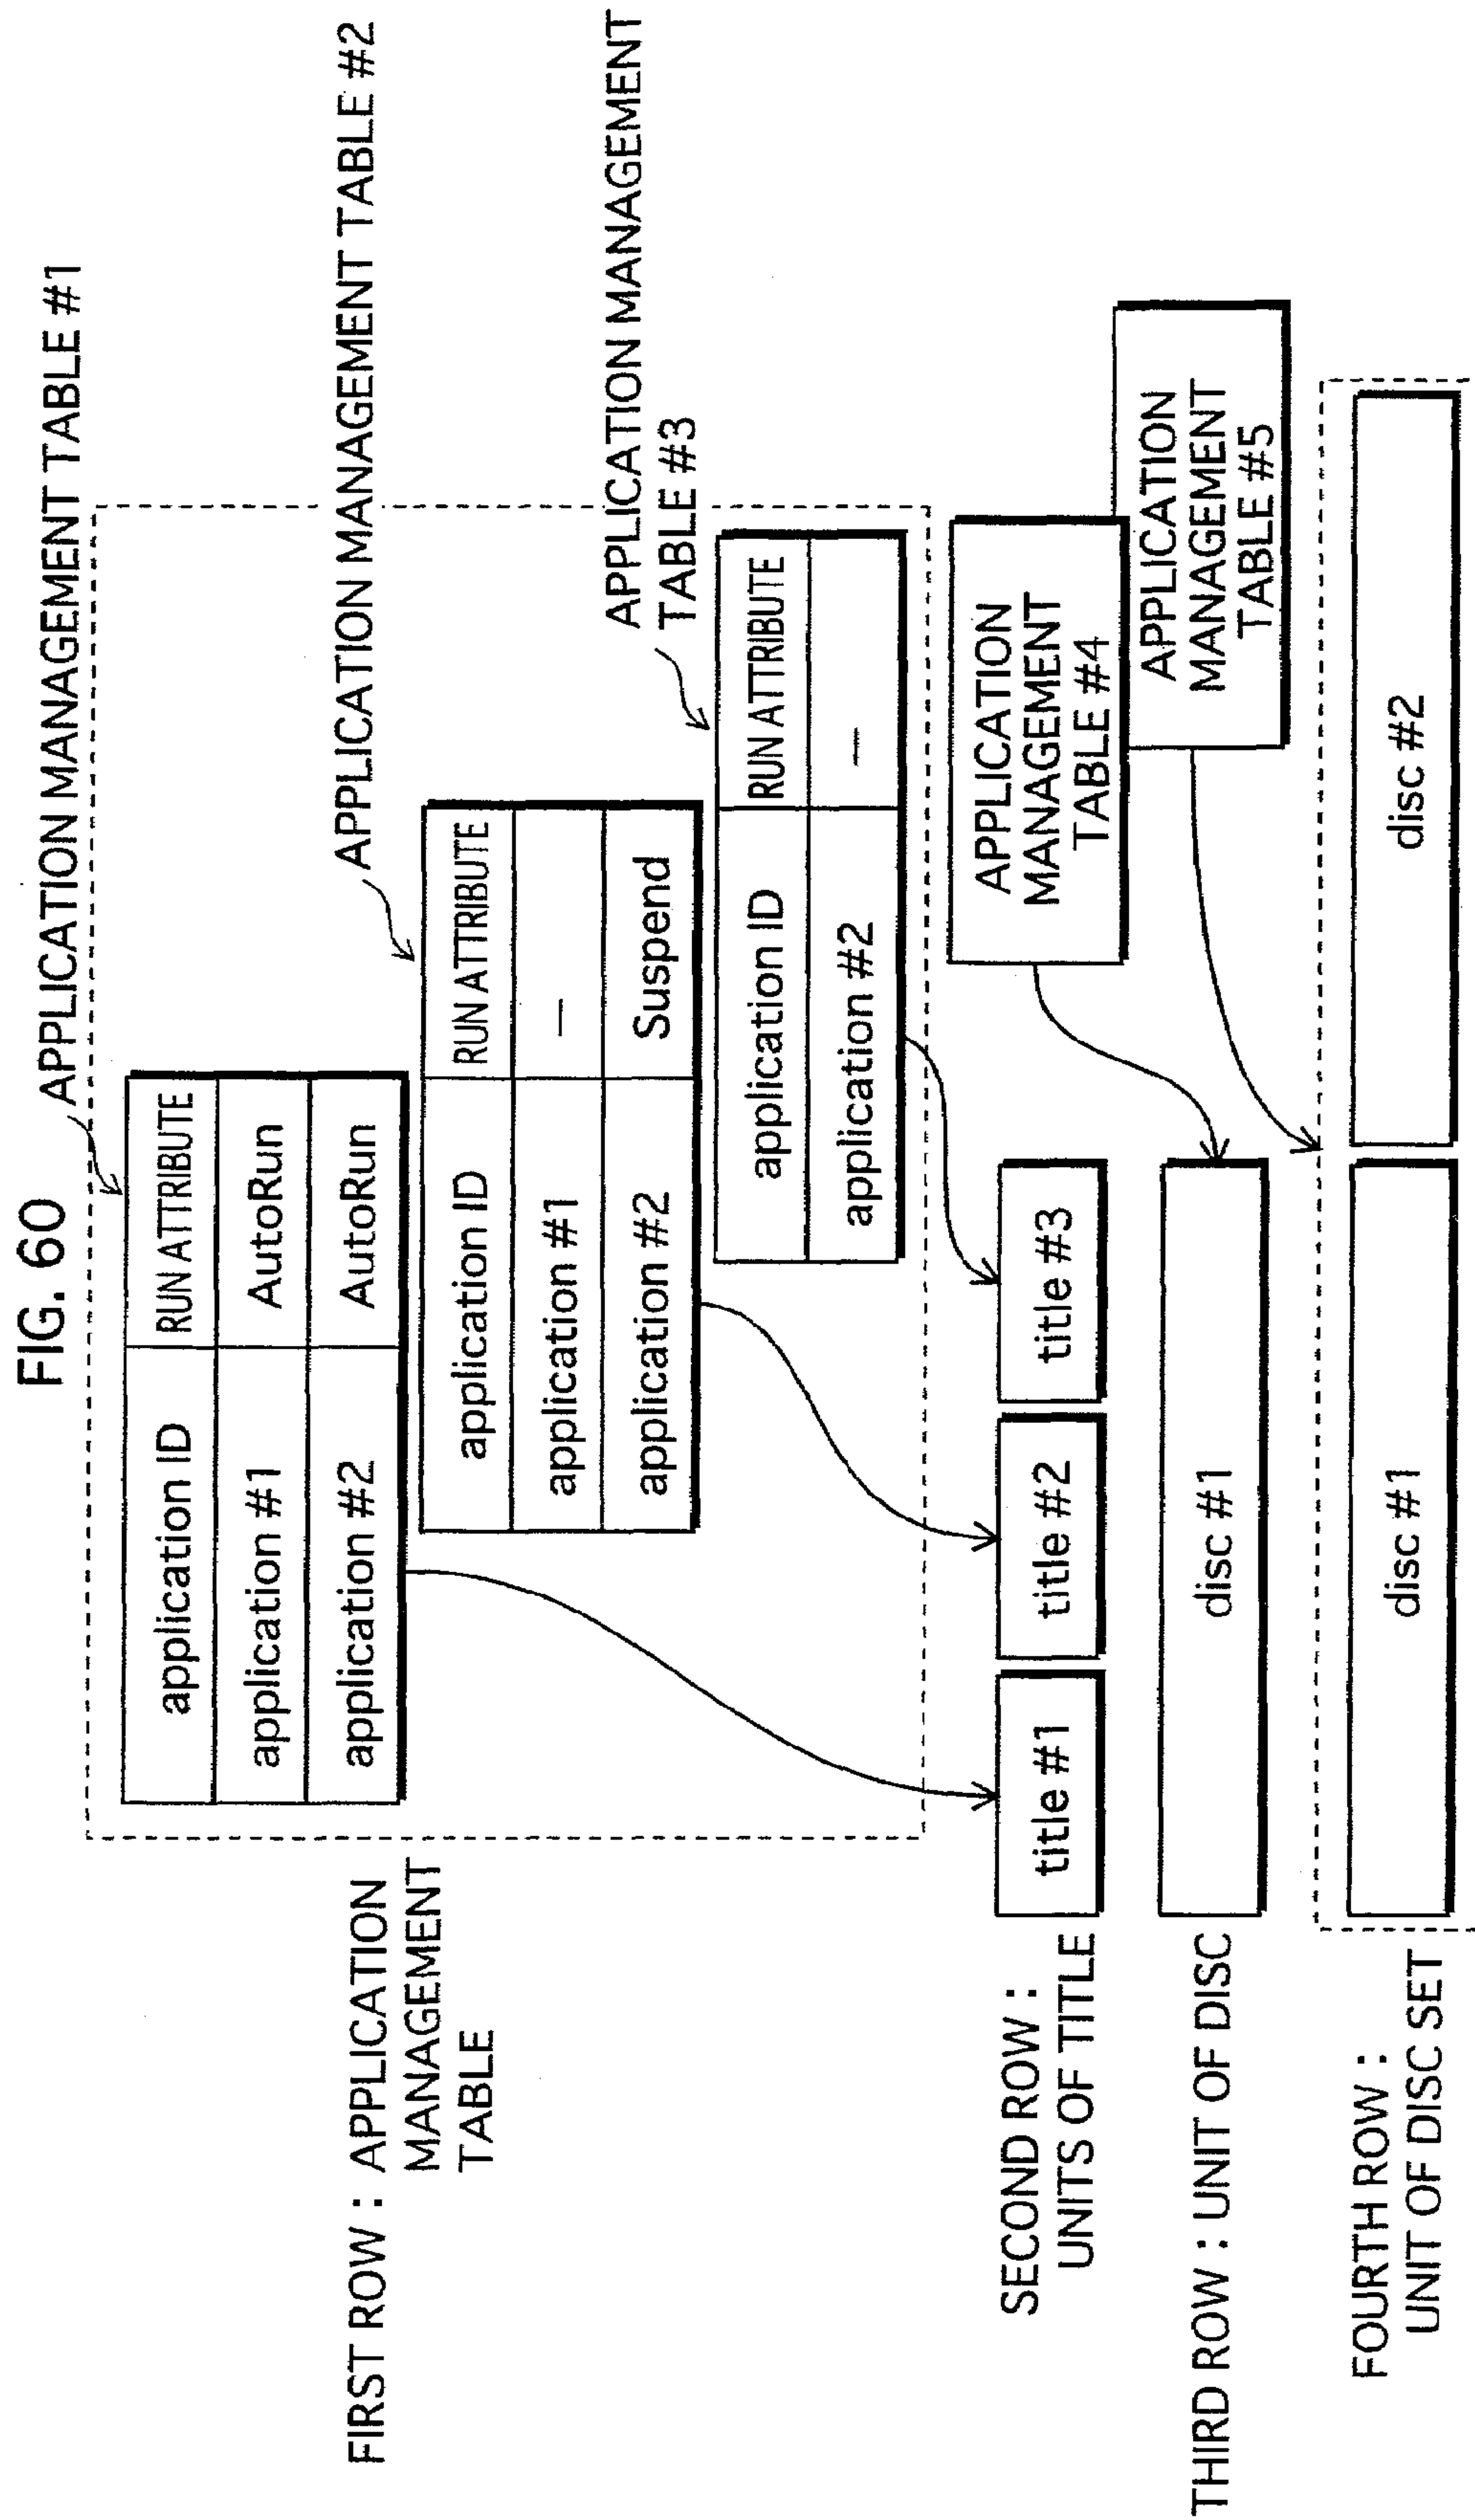 FIG. 60
APPLICATION MANAGEMENT TABLE #1
APPLICATION MANAGEMENT TABLE #2
APPLICATION MANAGEMENT
TABLE #3
FIRST ROW : APPLICATION
MANAGEMENT
TABLE
application ID RUN ATTRIBUTE
application #1 AutoRun
application #2 AutoRun
application ID RUN ATTRIBUTE
application #1 –
application #2 Suspend
application ID RUN ATTRIBUTE
application #2 –
APPLICATION
MANAGEMENT
TABLE #4
APPLICATION
MANAGEMENT
TABLE #5
SECOND ROW :
UNITS OF TITLE
title #1 title #2 title #3
THIRD ROW : UNIT OF DISC
disc #1
FOURTH ROW :
UNIT OF DISC SET
disc #1 disc #2